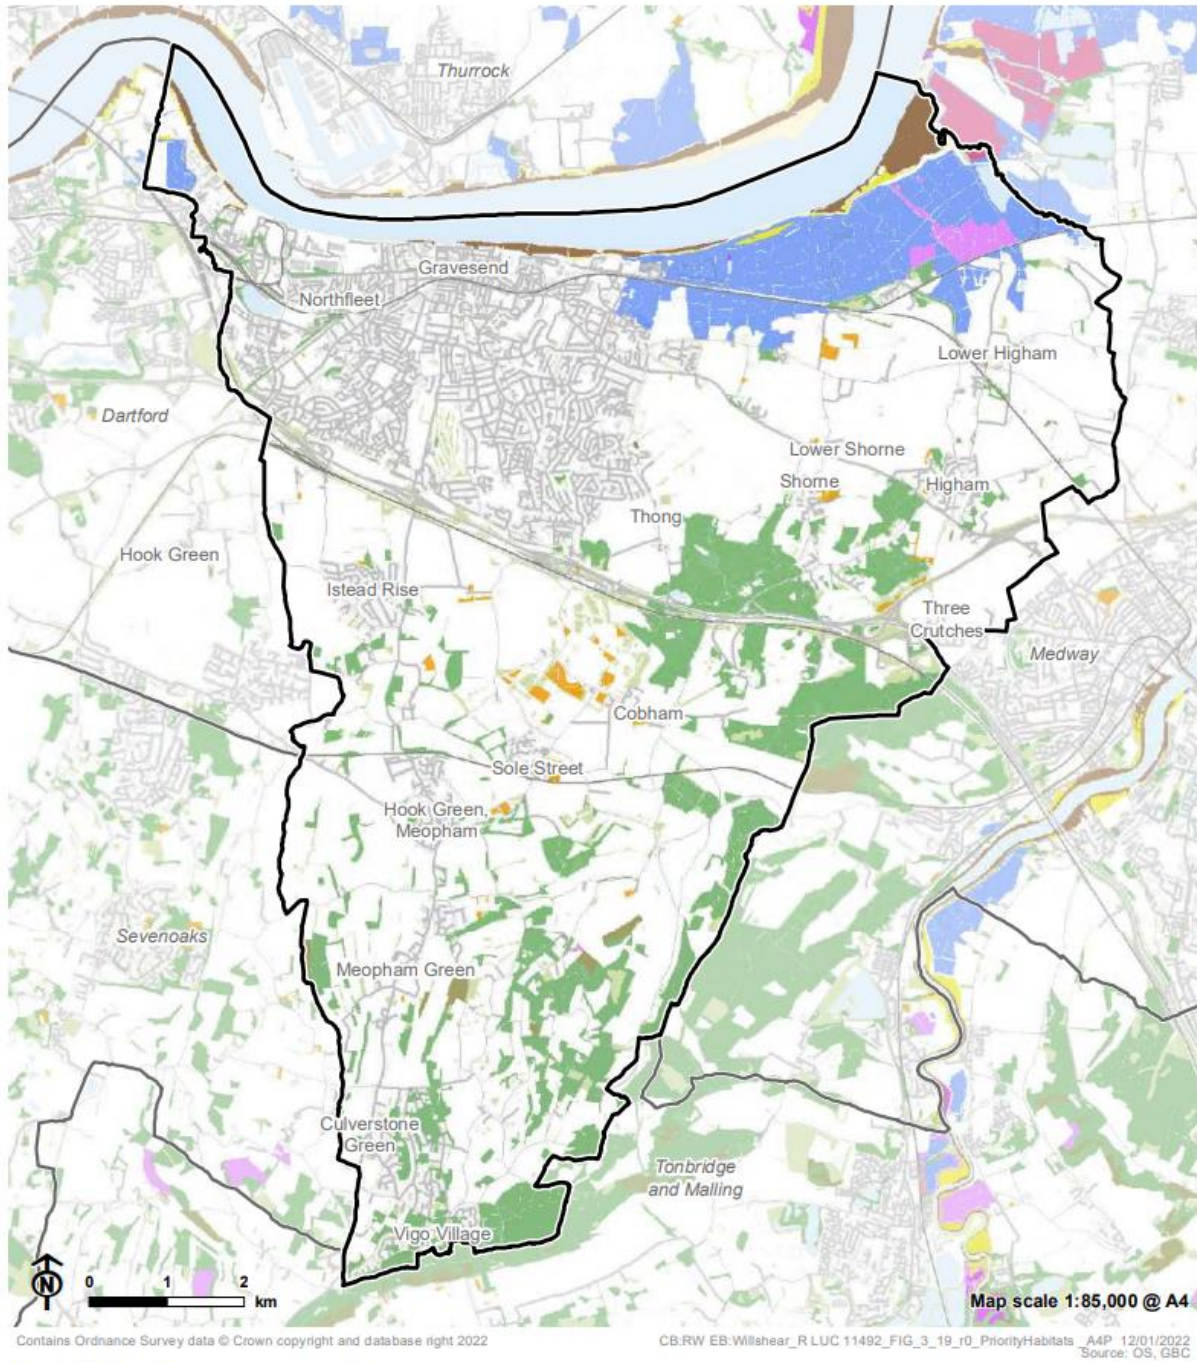 Thurrock
Gravesend
Northfleet
Lower Higham
Dartford
Lower Shorne
Shorne
Higham
Thong
Hook Green
Istead Rise
Three
Crutches
Medway
Cobham
Sole Street
Hook Green,
Meopham
Sevenoaks
Meopham Green
Culverstone
Green
Tonbridge
and Malling
Vigo Village
N
0 1 2
km
Map scale 1:85,000 @ A4
Contains Ordnance Survey data © Crown copyright and database right 2022
CB:RW EB:Willshear_R LUC 11492_FIG_3_19_r0_PriorityHabitats_A4P 12/01/2022
Source: OS, GBC